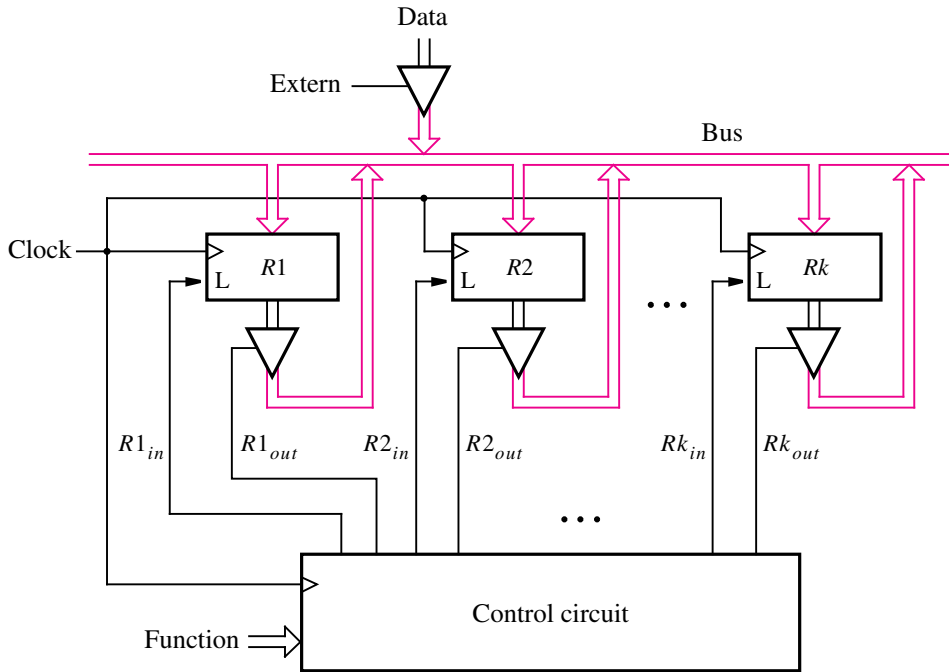 Data
Extern
Bus
Clock
R1
R2
Rk
L
L
L
R1in
R1out
R2in
R2out
Rkin
Rkout
Control circuit
Function